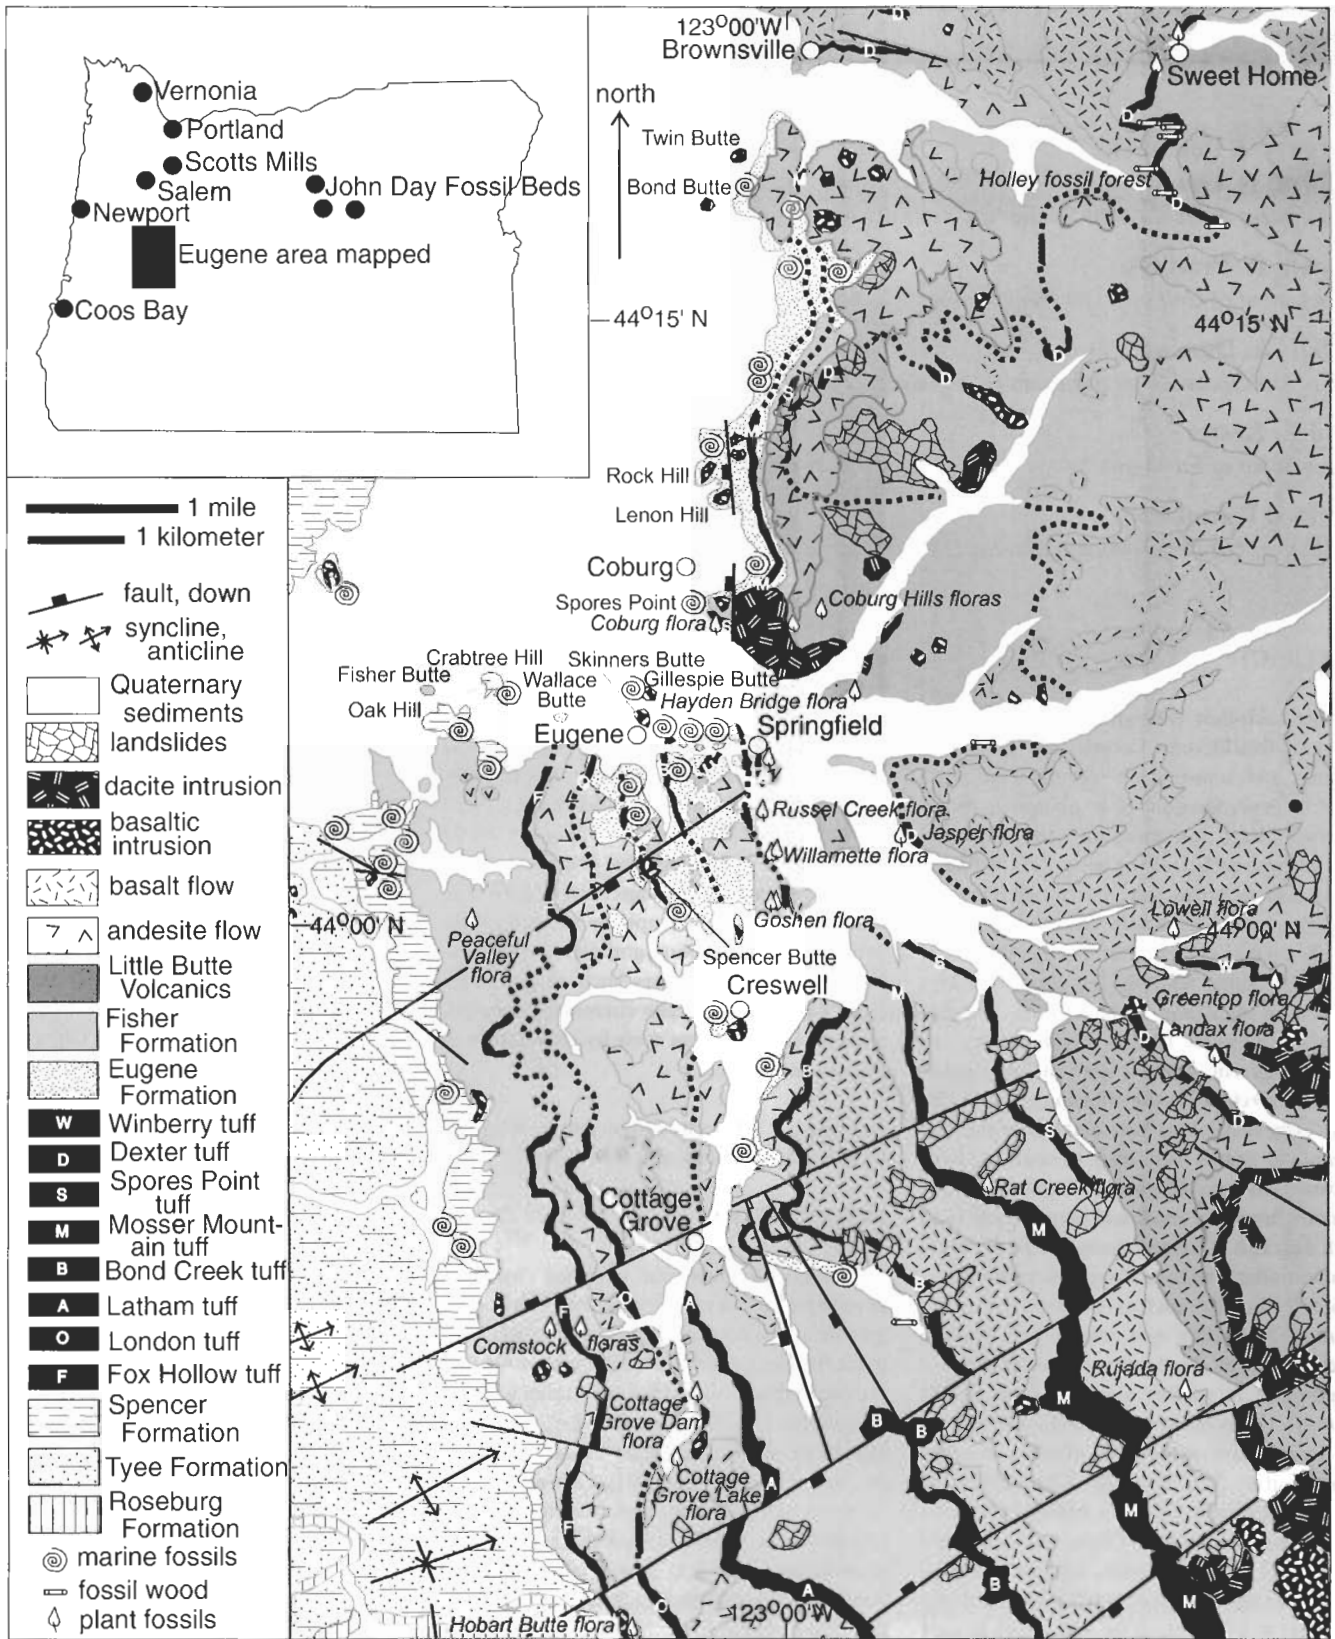 Vernonia
Portland
Scotts Mills
Salem
John Day Fossil Beds
Newport
Eugene area mapped
Coos Bay
1 mile
1 kilometer
fault, down
syncline,
anticline
Quaternary
sediments
landslides
dacite intrusion
basaltic
intrusion
basalt flow
andesite flow
Little Butte
Volcanics
Fisher
Formation
Eugene
Formation
W Winberry tuff
D Dexter tuff
S Spores Point
tuff
M Mosser Mount-
ain tuff
B Bond Creek tuff
A Latham tuff
O London tuff
F Fox Hollow tuff
Spencer
Formation
Tyee Formation
Roseburg
Formation
marine fossils
fossil wood
plant fossils
123°00'W
Brownsville
D
D
Sweet Home
north
Twin Butte
Bond Butte
D
Holley fossil forest
D
44°15' N
44°15' N
D
D
D
S
Rock Hill
Lenon Hill
Coburg
M
Spores Point
Coburg flora
S
Coburg Hills floras
Crabtree Hill
Skinners Butte
Fisher Butte
Wallace
Butte
Gillespie Butte
Hayden Bridge flora
Oak Hill
Eugene
Springfield
F
O
Russel Creek flora
D
Jasper flora
Willamette flora
Lowell flora
44°00' N
44°00' N
Goshen flora
Peaceful
Valley
flora
Spencer Butte
S
W
Creswell
M
Greentop flora
Landax flora
D
B
D
S
Rat Creek flora
Cottage
Grove
M
B
F
O
A
Comstock floras
Rujada flora
M
Cottage
Grove Dam
flora
B
B
Cottage
Grove Lake
flora
A
M
F
B
A
O
M
123°00'W
Hobart Butte flora